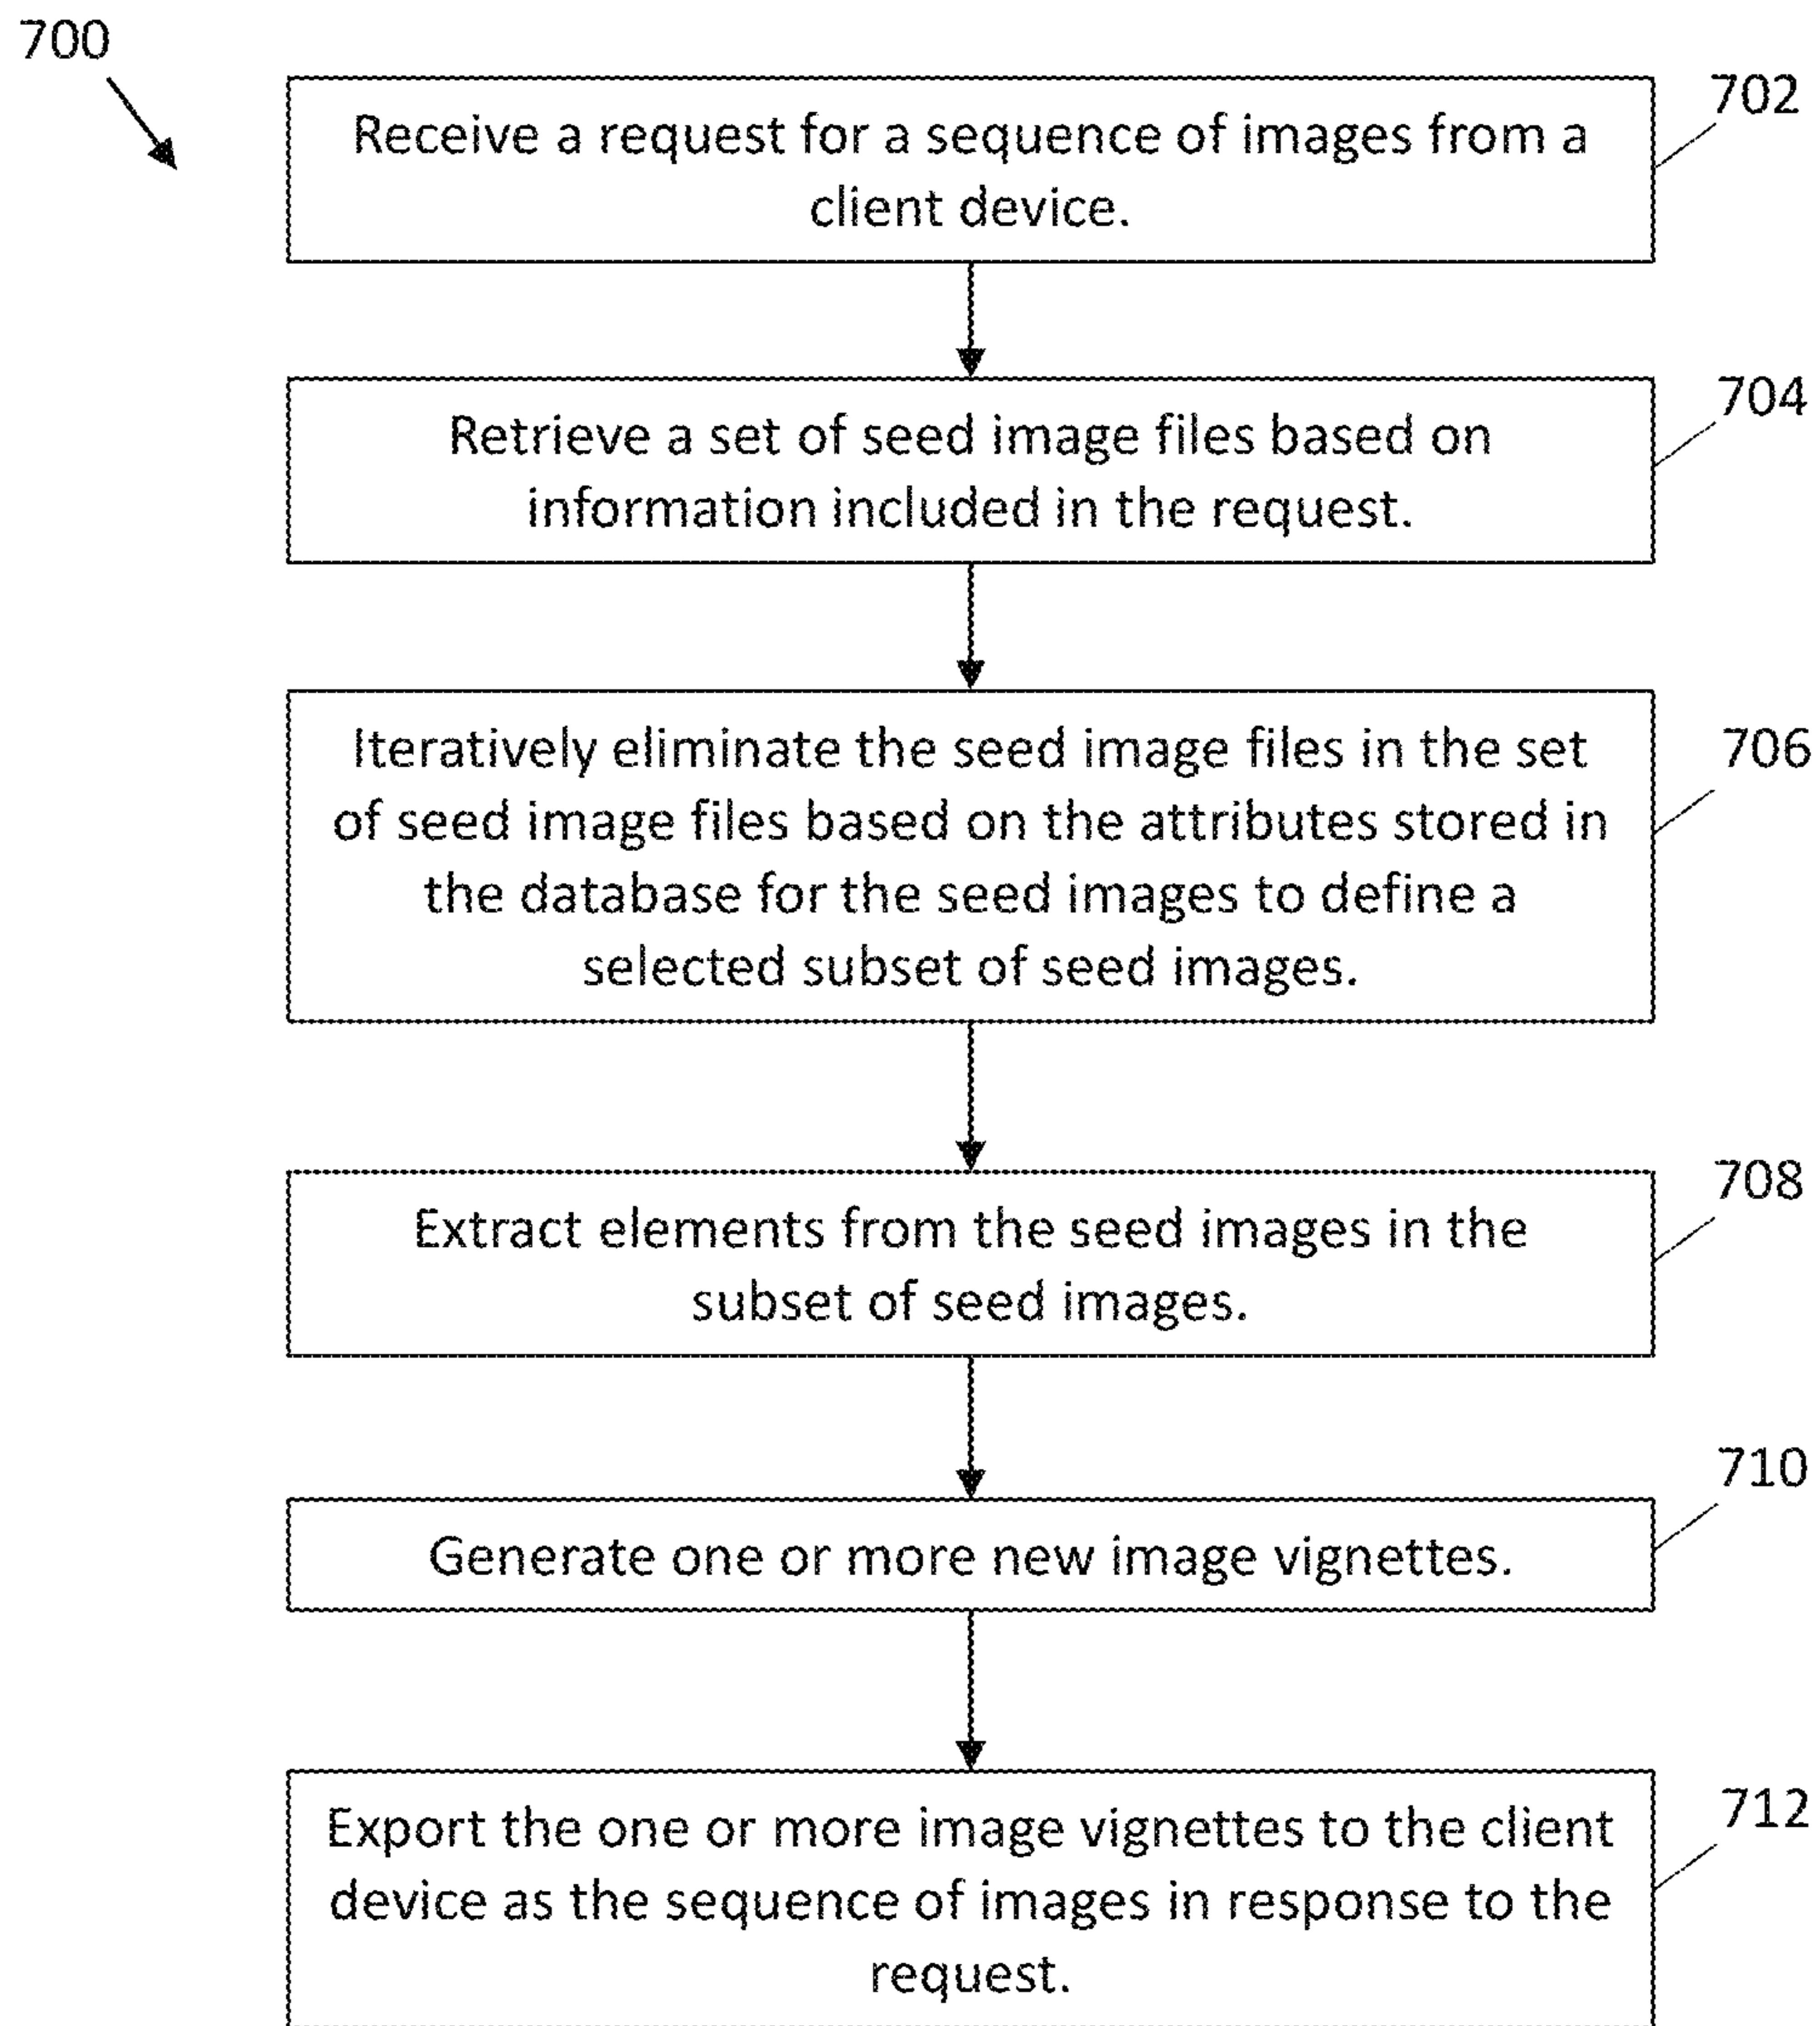 700
702
Receive a request for a sequence of images from a
client device.
704
Retrieve a set of seed image files based on
information included in the request.
706
Iteratively eliminate the seed image files in the set
of seed image files based on the attributes stored in
the database for the seed images to define a
selected subset of seed images.
708
Extract elements from the seed images in the
subset of seed images.
710
Generate one or more new image vignettes.
712
Export the one or more image vignettes to the client
device as the sequence of images in response to the
request.